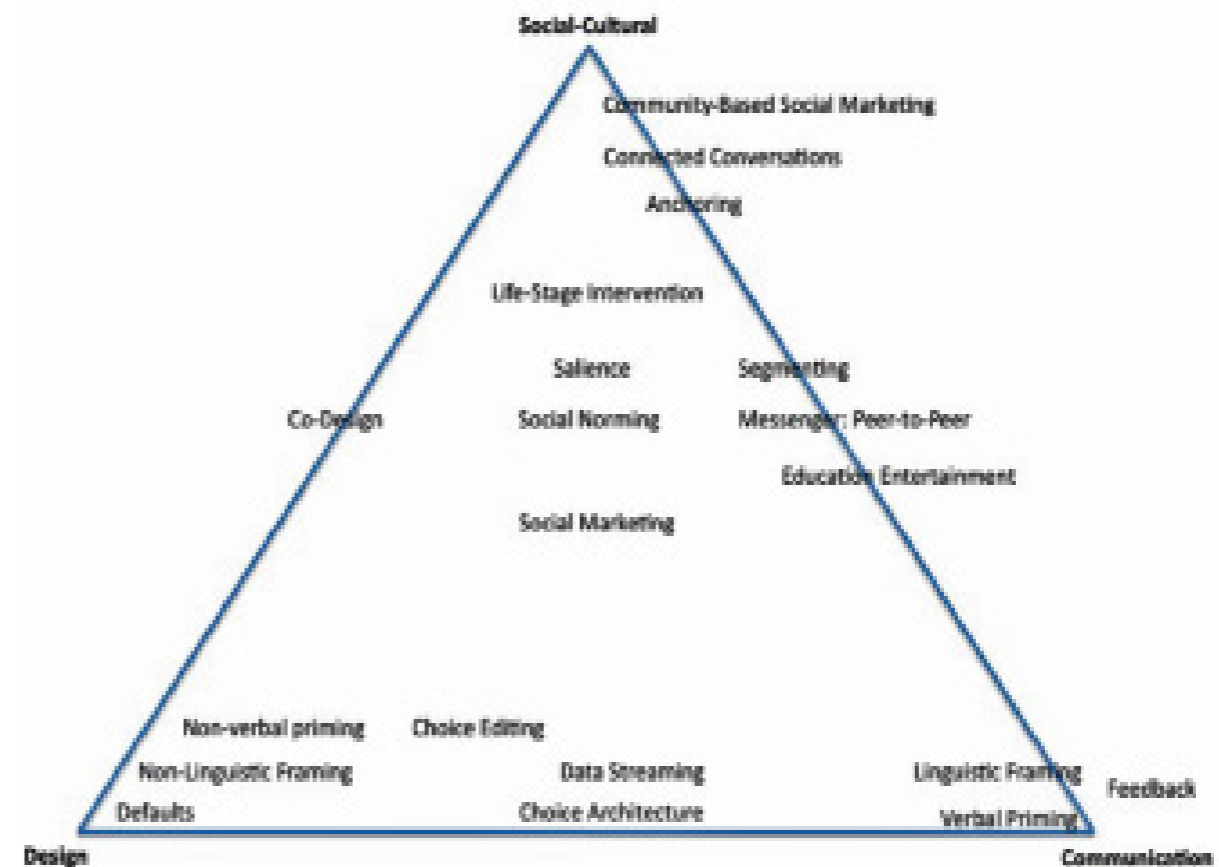 Social-Cultural
Community-Based Social Marketing
Connected Conversations
Anchoring
Life-Stage Intervention
Salience
Segmenting
Co-Design
Social Norming
Messenger: Peer-to-Peer
Education Entertainment
Social Marketing
Non-verbal priming
Choice Editing
Non-Linguistic Framing
Data Streaming
Linguistic Framing
Feedback
Defaults
Choice Architecture
Verbal Priming
Design
Communication